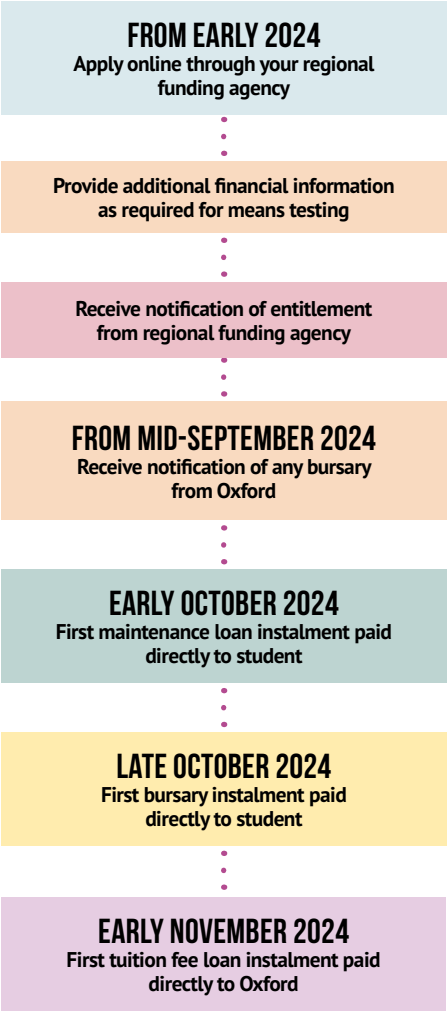 FROM EARLY 2024
Apply online through your regional
funding agency
Provide additional financial information
as required for means testing
Receive notification of entitlement
from regional funding agency
FROM MID-SEPTEMBER 2024
Receive notification of any bursary
from Oxford
EARLY OCTOBER 2024
First maintenance loan instalment paid
directly to student
LATE OCTOBER 2024
First bursary instalment paid
directly to student
EARLY NOVEMBER 2024
First tuition fee loan instalment paid
directly to Oxford